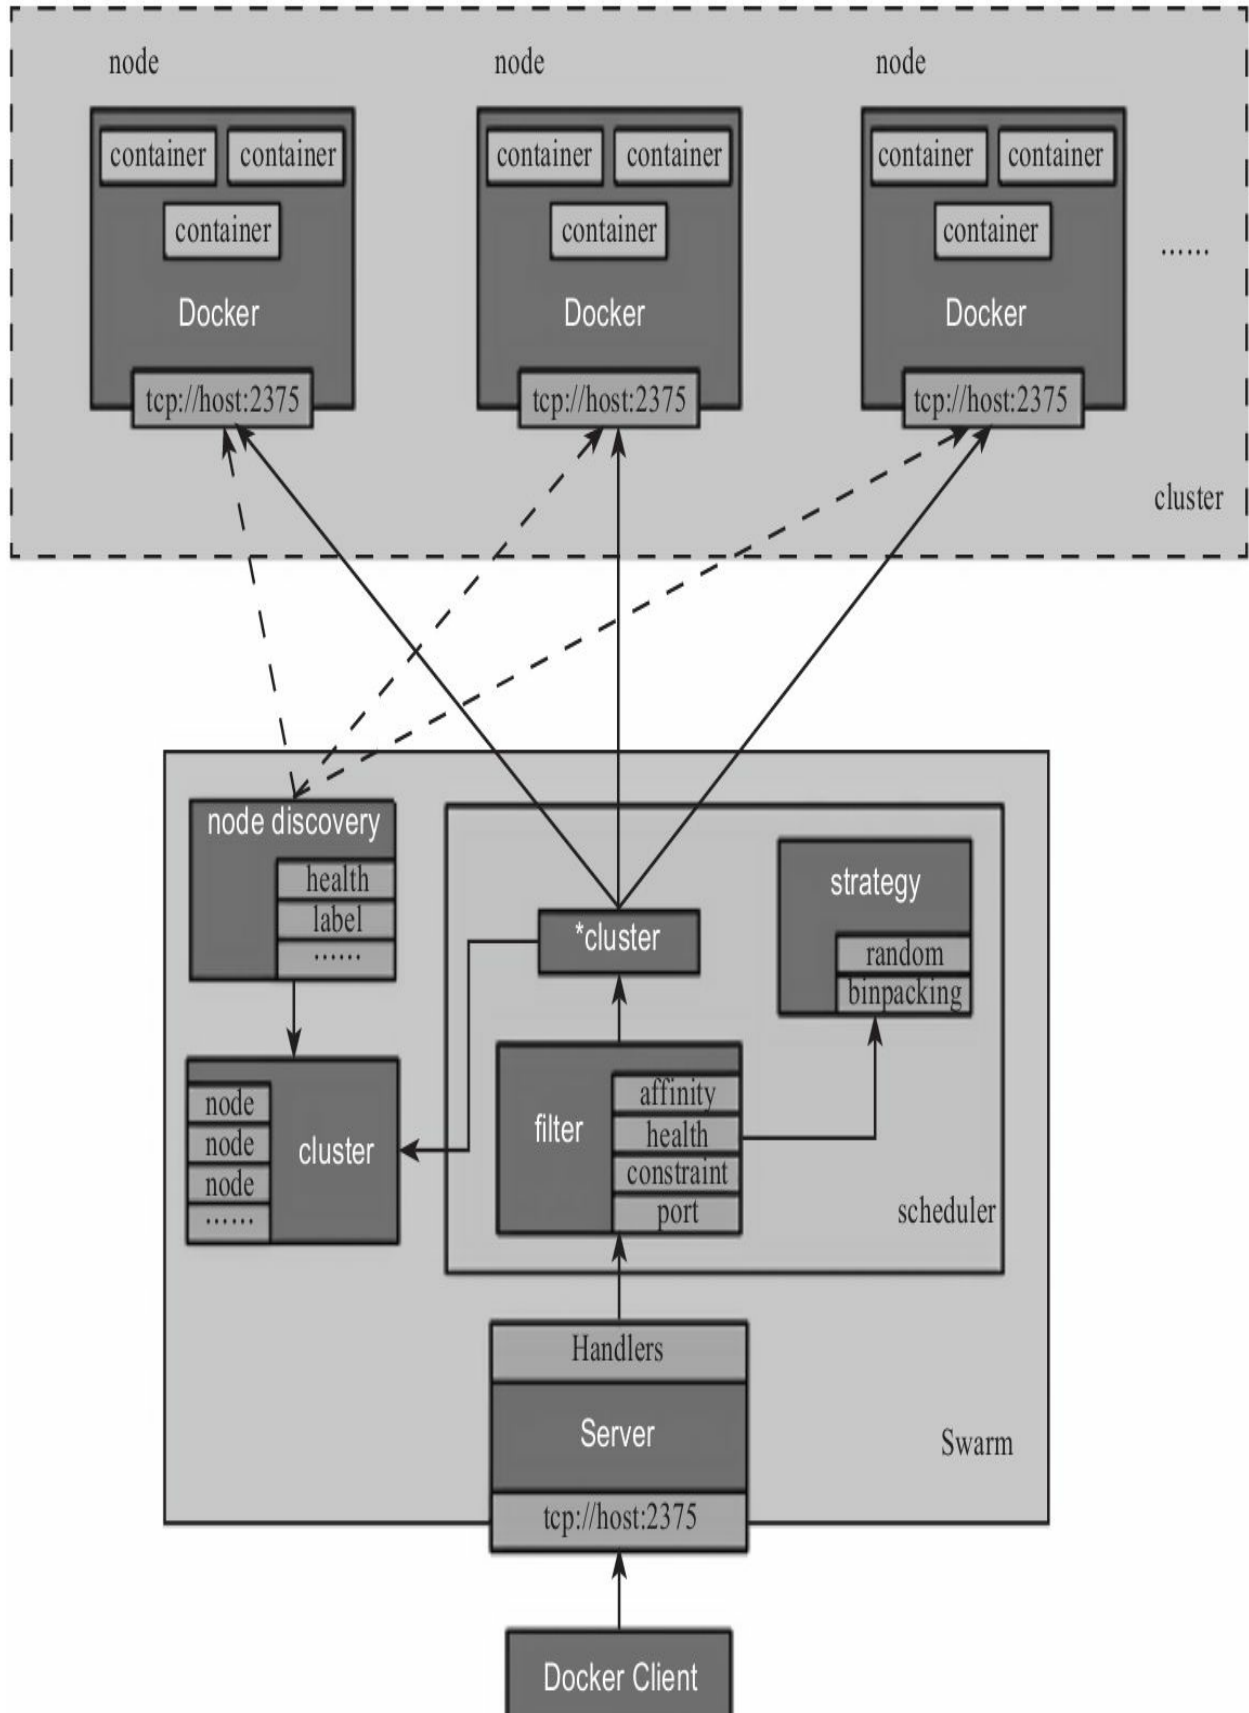 node
node
node
container
container
container
container
container
container
container
container
container
......
Docker
Docker
Docker
tcp://host:2375
tcp://host:2375
tcp://host:2375
cluster
node discovery
health
label
......
strategy
random
binpacking
*cluster
node
node
node
......
cluster
filter
affinity
health
constraint
port
scheduler
Handlers
Server
tcp://host:2375
Swarm
Docker Client